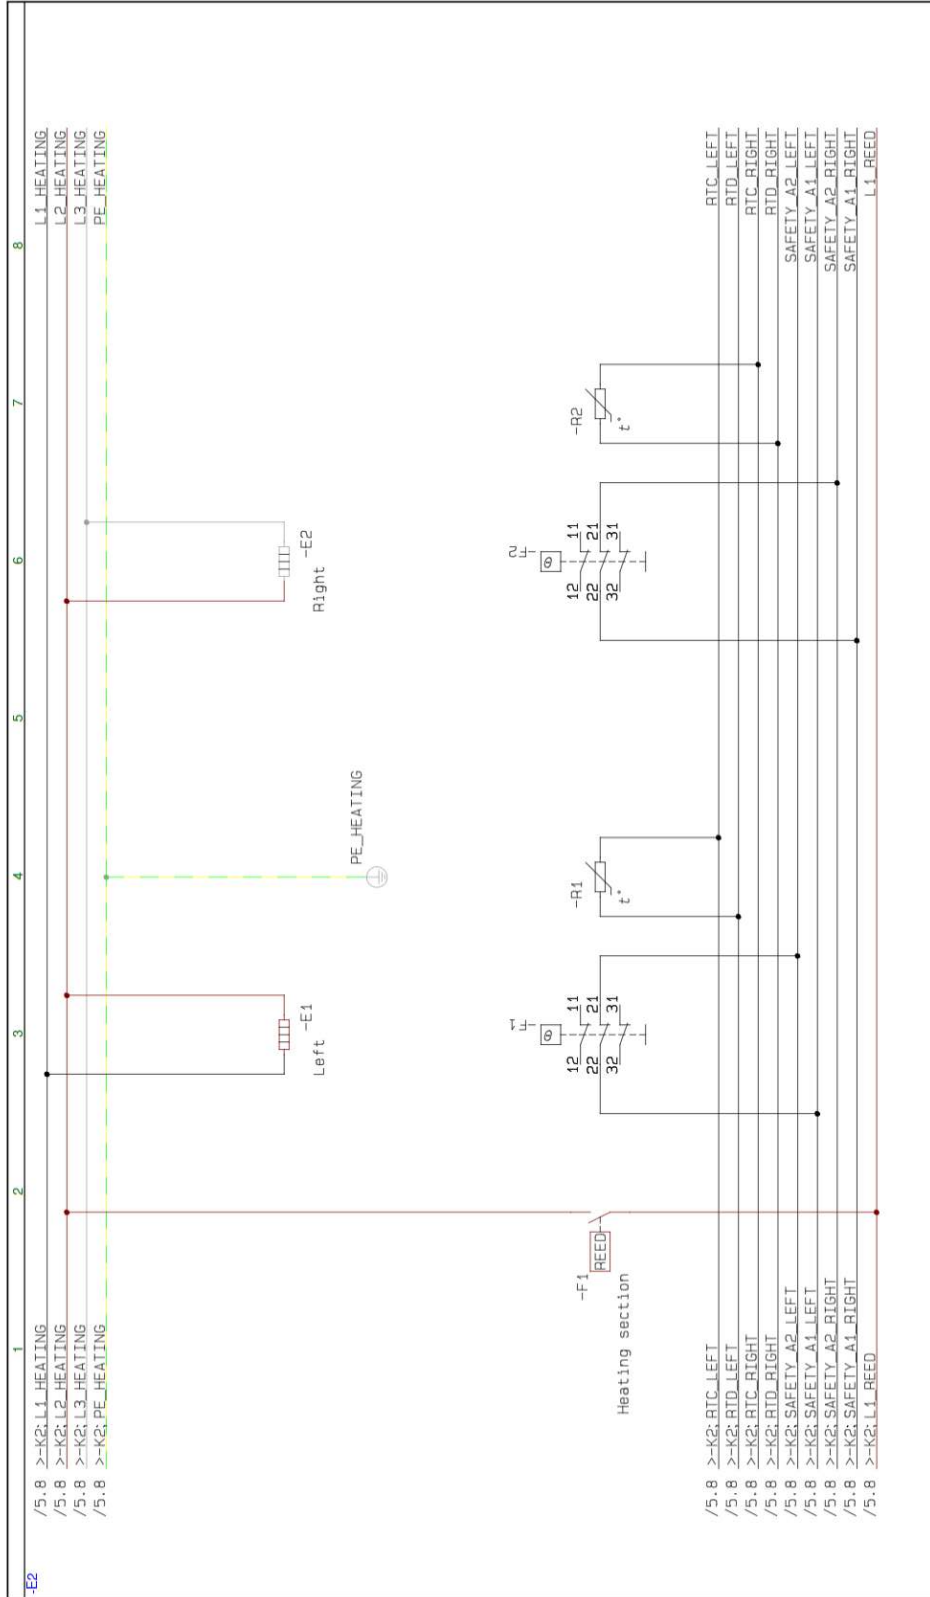 -E2
1 2 3 4 5 6 7 8
/5.8 >-K2:L1_HEATING L1_HEATING
/5.8 >-K2:L2_HEATING L2_HEATING
/5.8 >-K2:L3_HEATING L3_HEATING
/5.8 >-K2:PE_HEATING PE_HEATING
-E1
Left
-E2
Right
PE_HEATING
-F1
REED
Heating section
-F1
θ
12 11
22 21
32 31
-R1
t°
-F2
θ
12 11
22 21
32 31
-R2
t°
/5.8 >-K2:RTC_LEFT RTC_LEFT
/5.8 >-K2:RTD_LEFT RTD_LEFT
/5.8 >-K2:RTC_RIGHT RTC_RIGHT
/5.8 >-K2:RTD_RIGHT RTD_RIGHT
/5.8 >-K2:SAFETY_A2_LEFT SAFETY_A2_LEFT
/5.8 >-K2:SAFETY_A1_LEFT SAFETY_A1_LEFT
/5.8 >-K2:SAFETY_A2_RIGHT SAFETY_A2_RIGHT
/5.8 >-K2:SAFETY_A1_RIGHT SAFETY_A1_RIGHT
/5.8 >-K2:L1_REED L1_REED